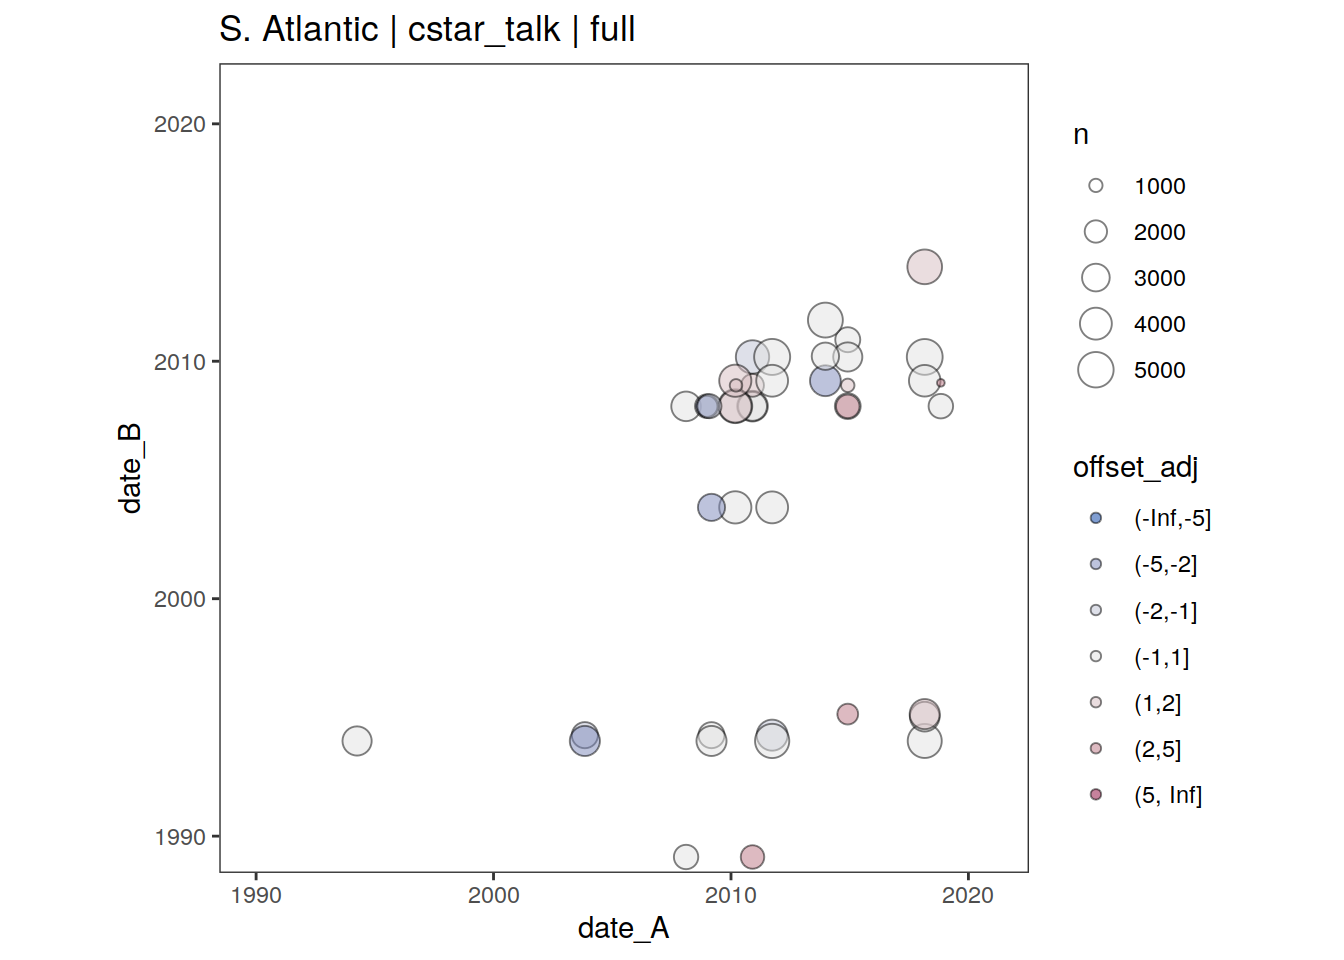 S. Atlantic | cstar_talk | full
date_B
2020
2010
2000
1990
1990
2000
2010
2020
date_A
n
1000
2000
3000
4000
5000
offset_adj
(-Inf,-5]
(-5,-2]
(-2,-1]
(-1,1]
(1,2]
(2,5]
(5, Inf]